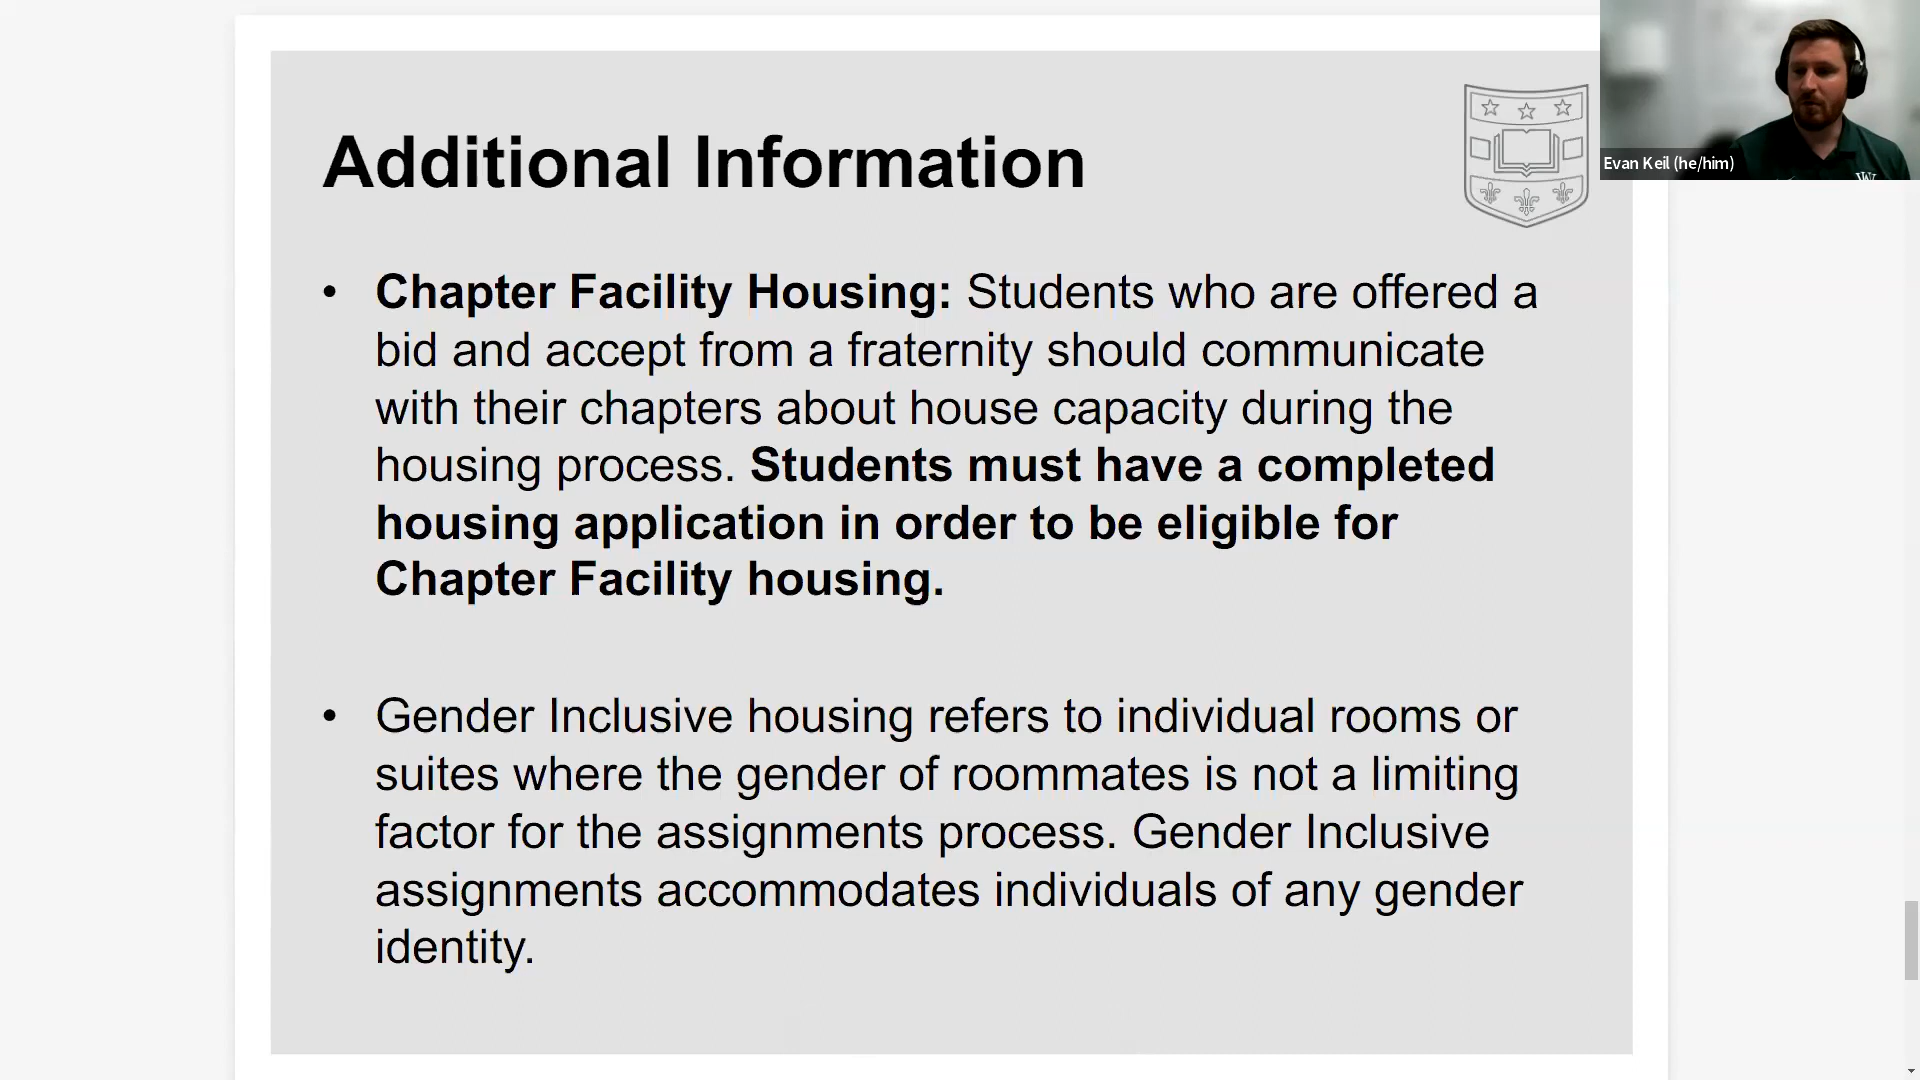 Additional Information
• Chapter Facility Housing: Students who are offered a
bid and accept from a fraternity should communicate
with their chapters about house capacity during the
housing process. Students must have a completed
housing application in order to be eligible for
Chapter Facility housing.
• Gender Inclusive housing refers to individual rooms or
suites where the gender of roommates is not a limiting
factor for the assignments process. Gender Inclusive
assignments accommodates individuals of any gender
identity.
Evan Keil (he/him)
W